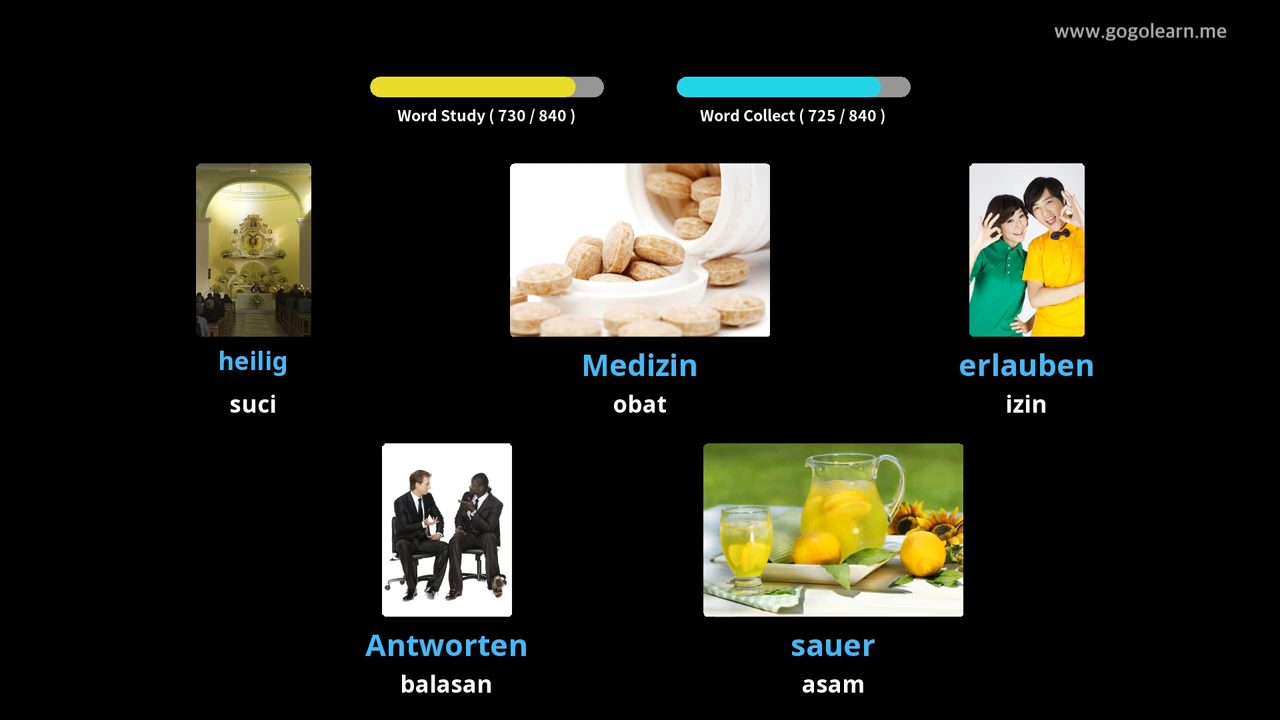 www.gogolearn.me
Word Study ( 730 / 840 )
Word Collect ( 725 / 840 )
heilig
suci
Medizin
obat
erlauben
izin
Antworten
balasan
sauer
asam